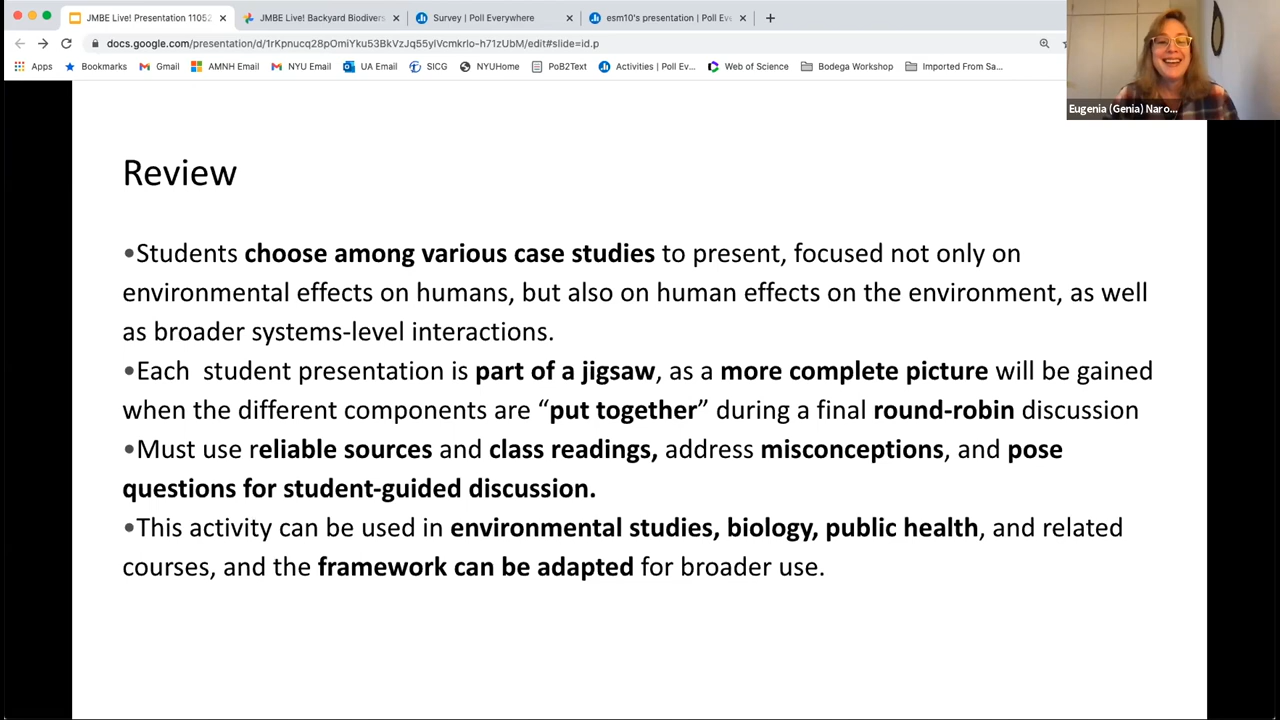 JMBE Live! Presentation 11052
JMBE Live! Backyard Biodivers
Survey | Poll Everywhere
esm10's presentation | Poll Eve
docs.google.com/presentation/d/1rKpnucq28pOmiYku53BkVzJq55ylVcmkrlo-h71zUbM/edit#slide=id.p
Apps Bookmarks Gmail AMNH Email NYU Email UA Email SICG NYUHome PoB2Text Activities | Poll Ev... Web of Science Bodega Workshop Imported From Sa...
Eugenia (Genia) Naro...
Review
•Students choose among various case studies to present, focused not only on
environmental effects on humans, but also on human effects on the environment, as well
as broader systems-level interactions.
•Each student presentation is part of a jigsaw, as a more complete picture will be gained
when the different components are “put together” during a final round-robin discussion
•Must use reliable sources and class readings, address misconceptions, and pose
questions for student-guided discussion.
•This activity can be used in environmental studies, biology, public health, and related
courses, and the framework can be adapted for broader use.